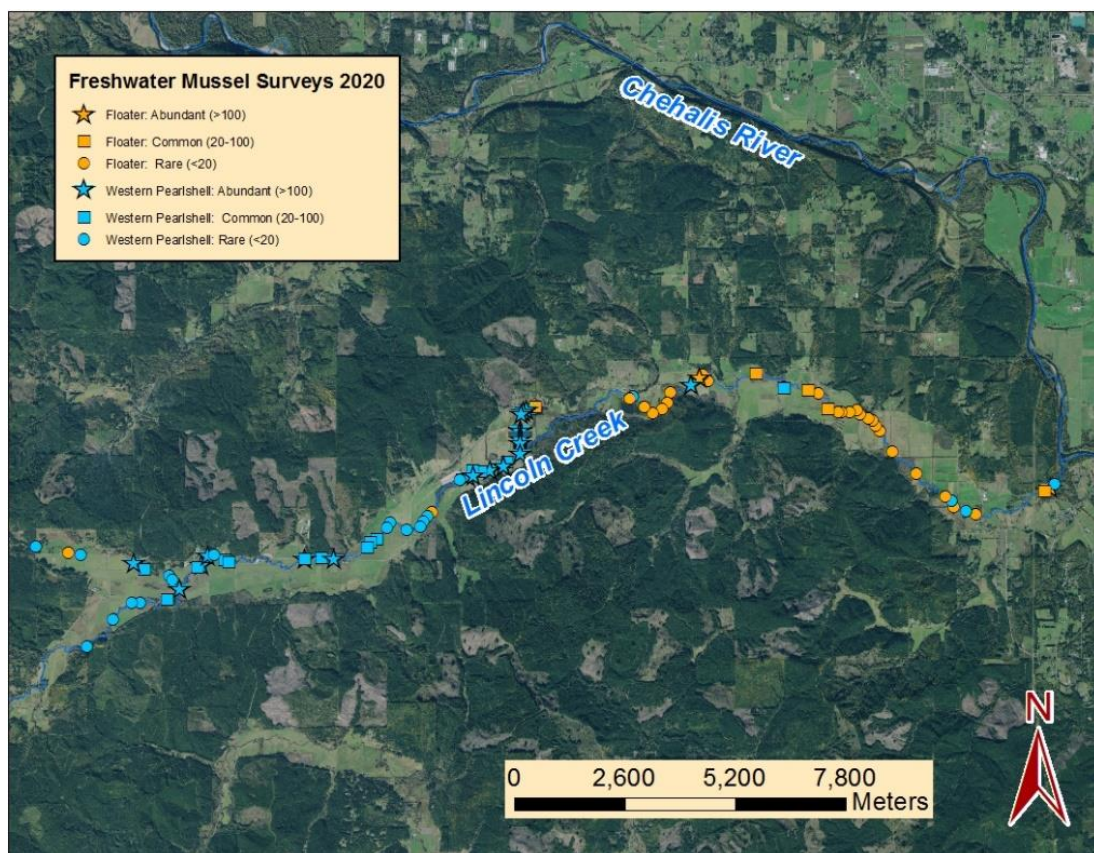 Freshwater Mussel Surveys 2020
Floater: Abundant (>100)
Floater: Common (20-100)
Floater: Rare (<20)
Western Pearlshell: Abundant (>100)
Western Pearlshell: Common (20-100)
Western Pearlshell: Rare (<20)
Chehalis River
Lincoln Creek
N
0 2,600 5,200 7,800
Meters